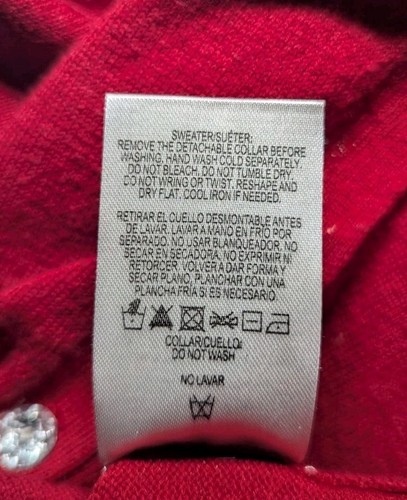 SWEATER/SUÉTER:
REMOVE THE DETACHABLE COLLAR BEFORE
WASHING. HAND WASH COLD SEPARATELY.
DO NOT BLEACH. DO NOT TUMBLE DRY.
DO NOT WRING OR TWIST. RESHAPE AND
DRY FLAT. COOL IRON IF NEEDED.
RETIRAR EL CUELLO DESMONTABLE ANTES
DE LAVAR. LAVAR A MANO EN FRÍO POR
SEPARADO. NO USAR BLANQUEADOR. NO
SECAR EN SECADORA. NO EXPRIMIR NI
RETORCER. VOLVER A DAR FORMA Y
SECAR PLANO, PLANCHAR CON UNA
PLANCHA FRÍA SI ES NECESARIO.
COLLAR/CUELLO:
DO NOT WASH
NO LAVAR